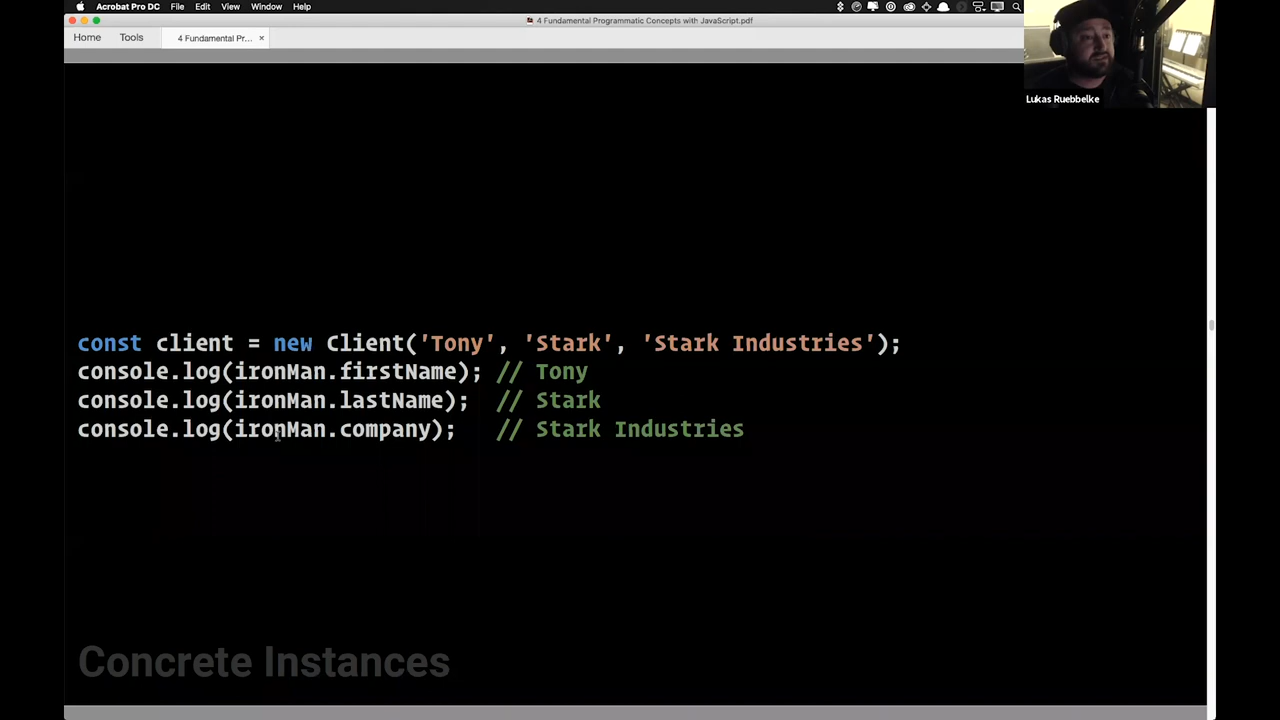 Acrobat Pro DC File Edit View Window Help
4 Fundamental Programmatic Concepts with JavaScript.pdf
Home Tools 4 Fundamental Pr... ×
Lukas Ruebbelke
const client = new Client('Tony', 'Stark', 'Stark Industries');
console.log(ironMan.firstName); // Tony
console.log(ironMan.lastName); // Stark
console.log(ironMan.company); // Stark Industries
Concrete Instances